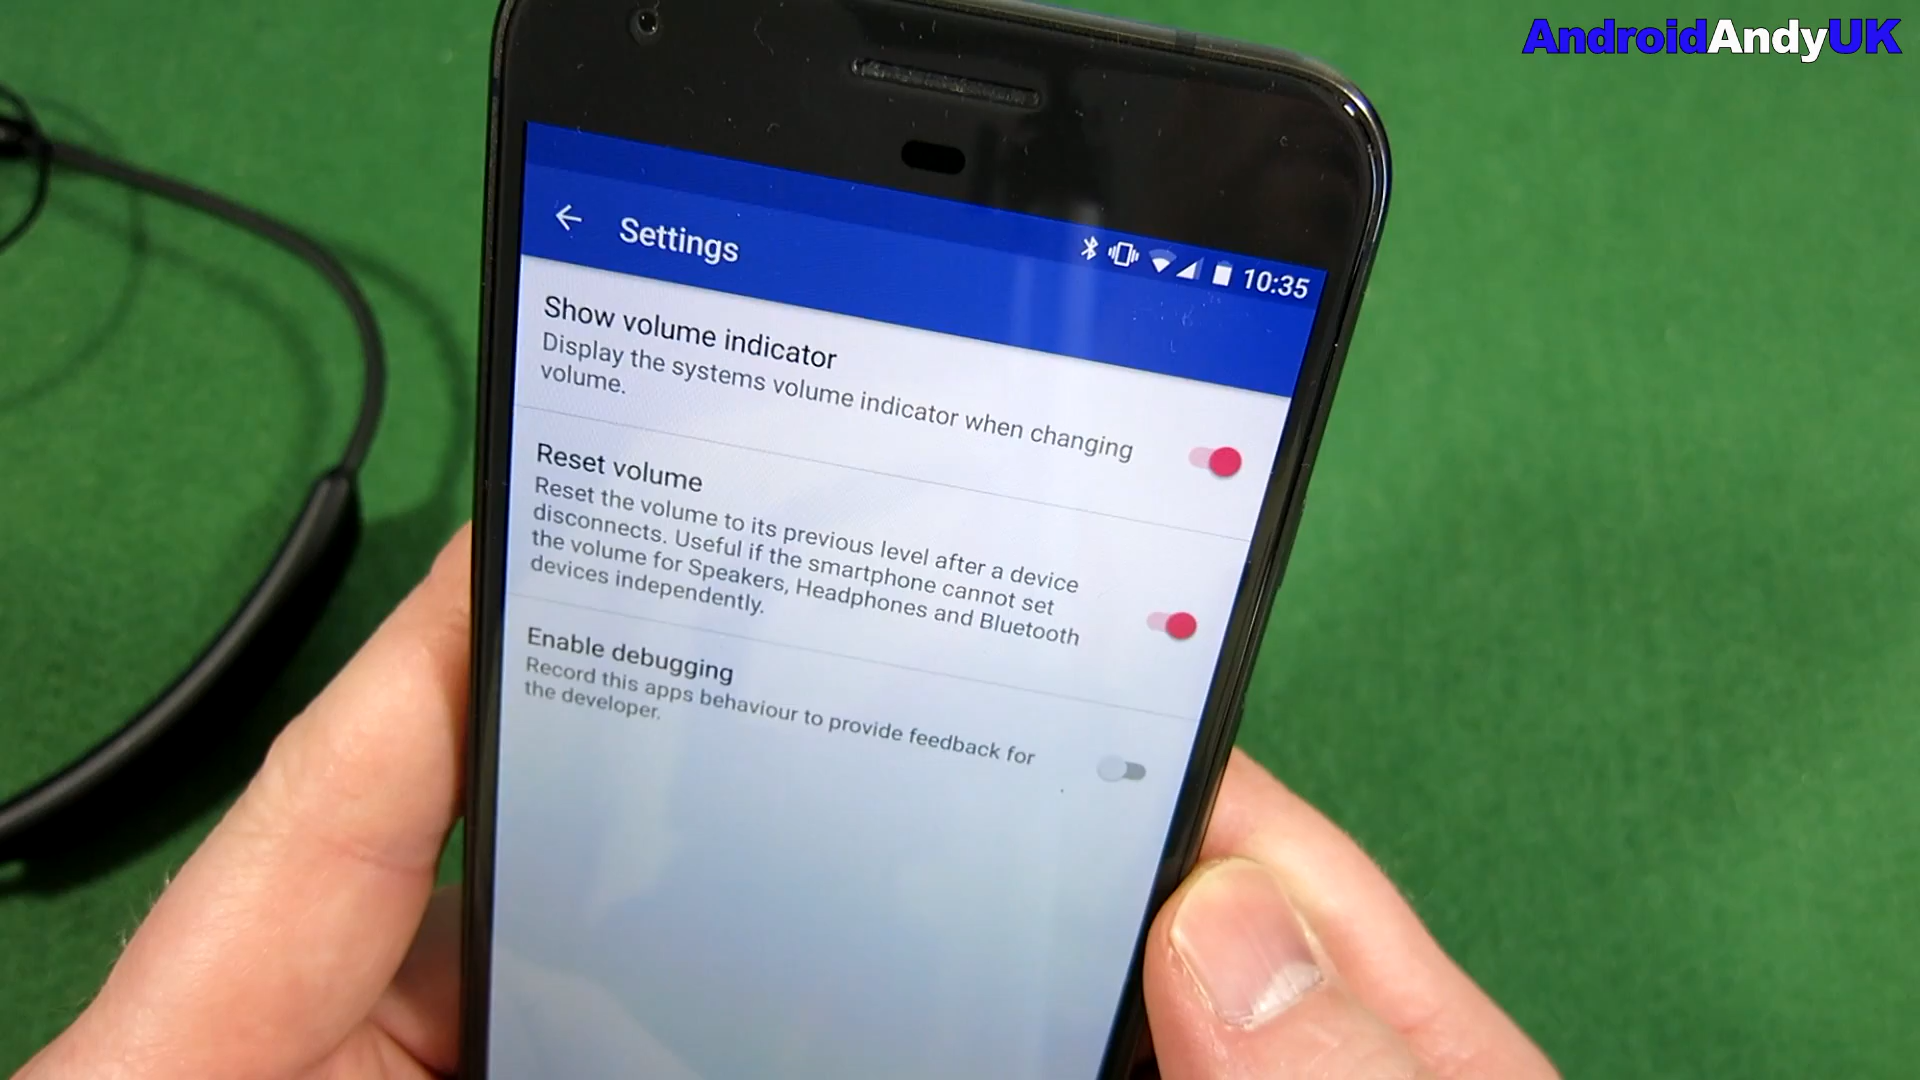 AndroidAndyUK
10:35
Settings
Show volume indicator
Display the systems volume indicator when changing
volume.
Reset volume
Reset the volume to its previous level after a device
disconnects. Useful if the smartphone cannot set
the volume for Speakers, Headphones and Bluetooth
devices independently.
Enable debugging
Record this apps behaviour to provide feedback for
the developer.